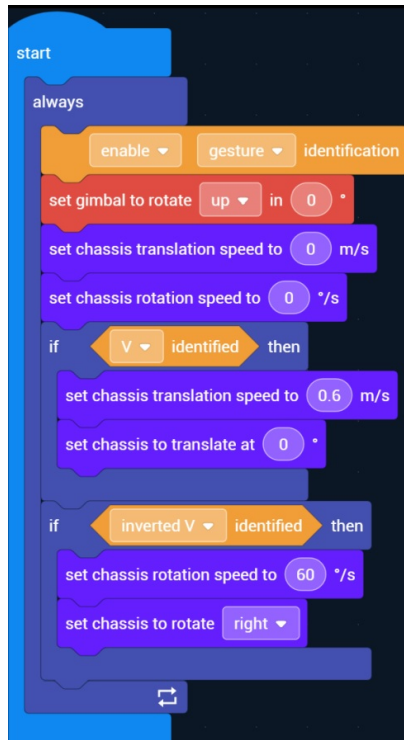 start
always
enable gesture identification
set gimbal to rotate up in 0 °
set chassis translation speed to 0 m/s
set chassis rotation speed to 0 °/s
if V identified then
set chassis translation speed to 0.6 m/s
set chassis to translate at 0 °
if inverted V identified then
set chassis rotation speed to 60 °/s
set chassis to rotate right